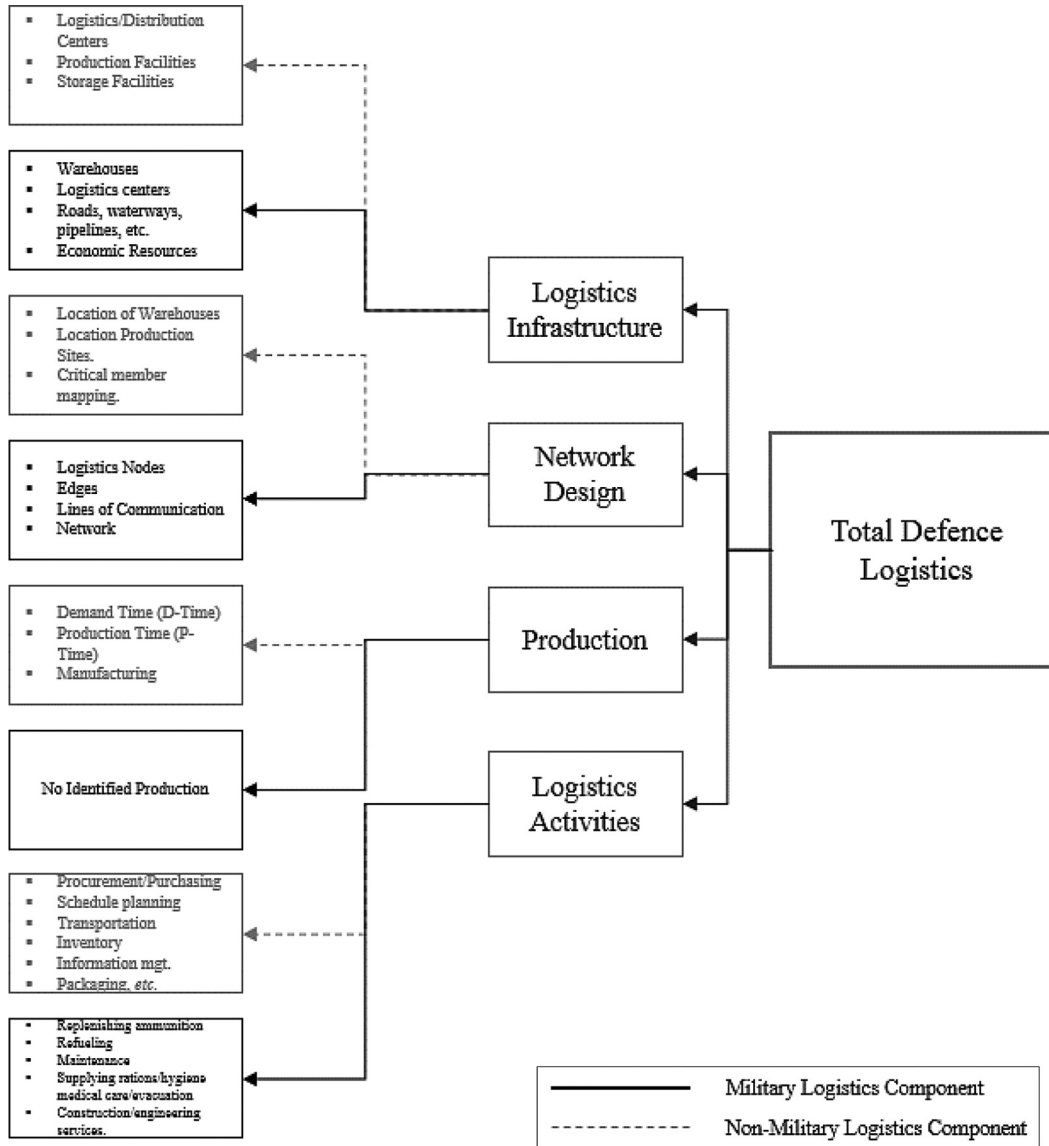 ▪ Logistics/Distribution
Centers
▪ Production Facilities
▪ Storage Facilities
▪ Warehouses
▪ Logistics centers
▪ Roads, waterways,
pipelines, etc.
▪ Economic Resources
▪ Location of Warehouses
▪ Location Production
Sites.
▪ Critical member
mapping.
▪ Logistics Nodes
▪ Edges
▪ Lines of Communication
▪ Network
▪ Demand Time (D-Time)
▪ Production Time (P-
Time)
▪ Manufacturing
No Identified Production
▪ Procurement/Purchasing
▪ Schedule planning
▪ Transportation
▪ Inventory
▪ Information mgt.
▪ Packaging, etc.
▪ Replenishing ammunition
▪ Refueling
▪ Maintenance
▪ Supplying rations/hygiene
medical care/evacuation
▪ Construction/engineering
services.
Logistics
Infrastructure
Network
Design
Production
Logistics
Activities
Total Defence
Logistics
Military Logistics Component
Non-Military Logistics Component